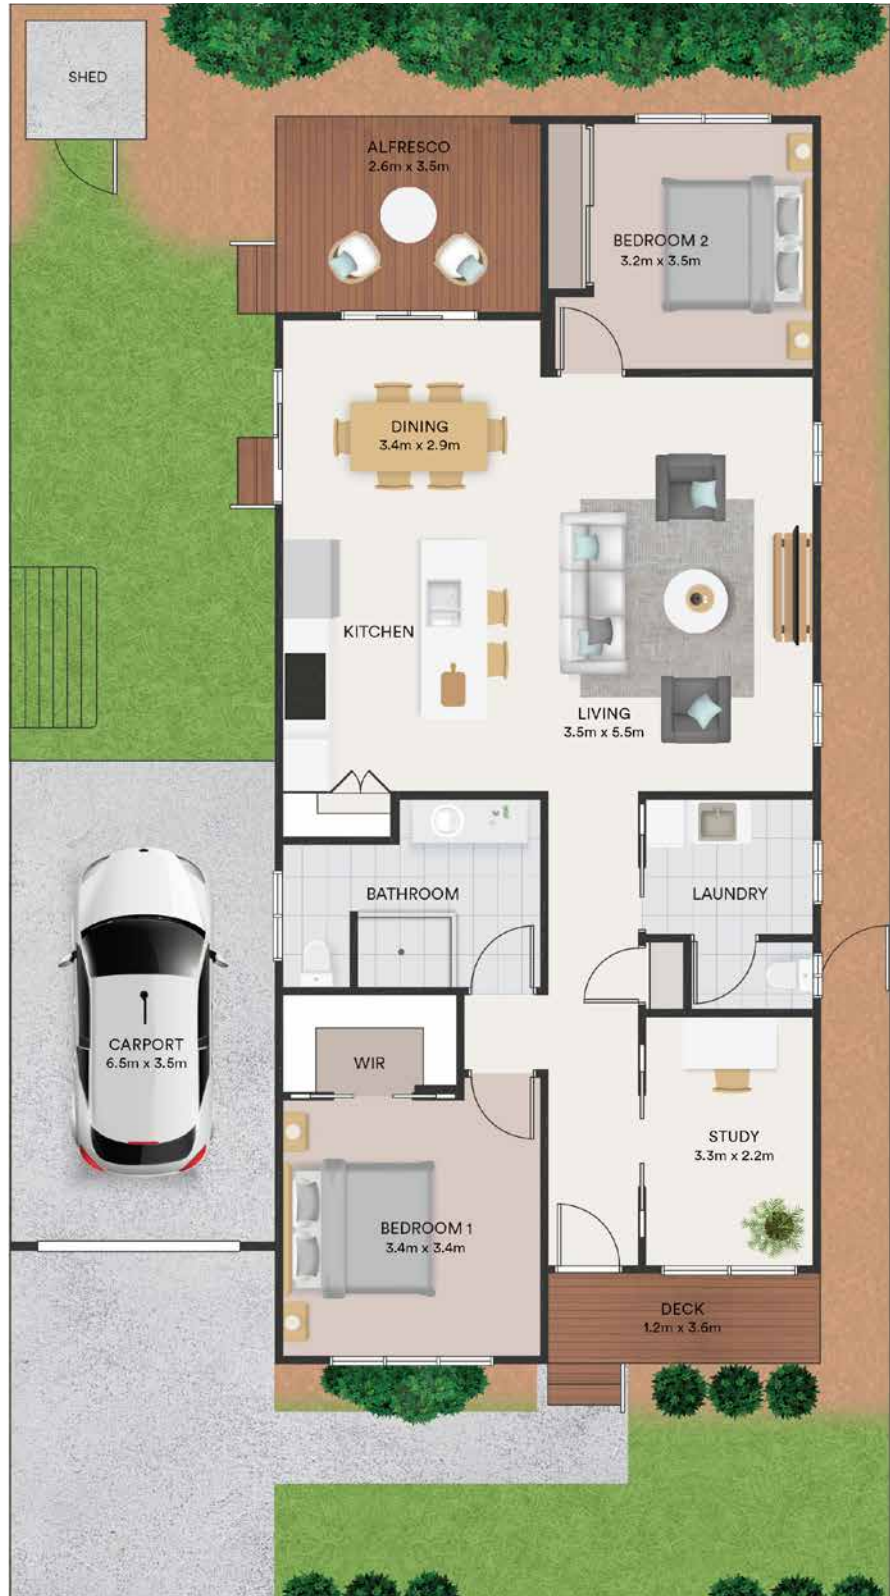 SHED
ALFRESCO
2.6m x 3.5m
BEDROOM 2
3.2m x 3.5m
DINING
3.4m x 2.9m
KITCHEN
LIVING
3.5m x 5.5m
BATHROOM
LAUNDRY
CARPORT
6.5m x 3.5m
WIR
STUDY
3.3m x 2.2m
BEDROOM 1
3.4m x 3.4m
DECK
1.2m x 3.6m